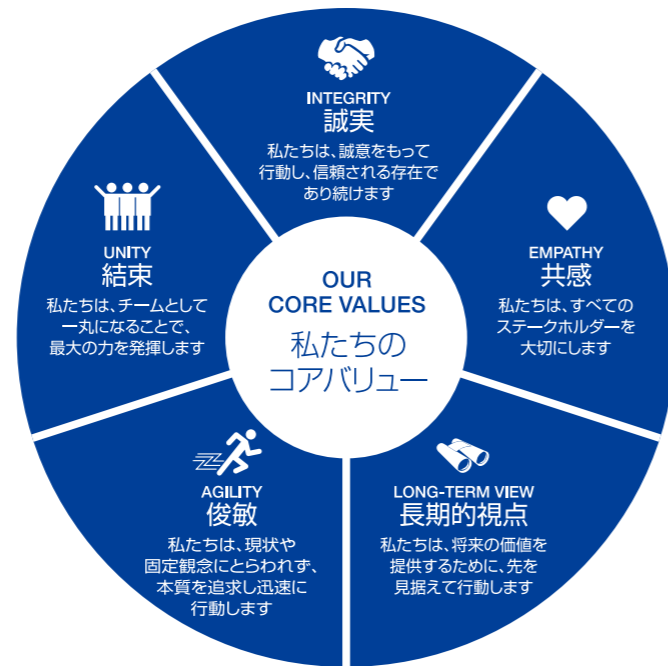 OUR
CORE VALUES
私たちの
コアバリュー
INTEGRITY
誠実
私たちは、誠意をもって
行動し、信頼される存在で
あり続けます
EMPATHY
共感
私たちは、すべての
ステークホルダーを
大切にします
LONG-TERM VIEW
長期的視点
私たちは、将来の価値を
提供するために、先を
見据えて行動します
AGILITY
俊敏
私たちは、現状や
固定観念にとらわれず、
本質を追求し迅速に
行動します
UNITY
結束
私たちは、チームとして
一丸になることで、
最大の力を発揮します